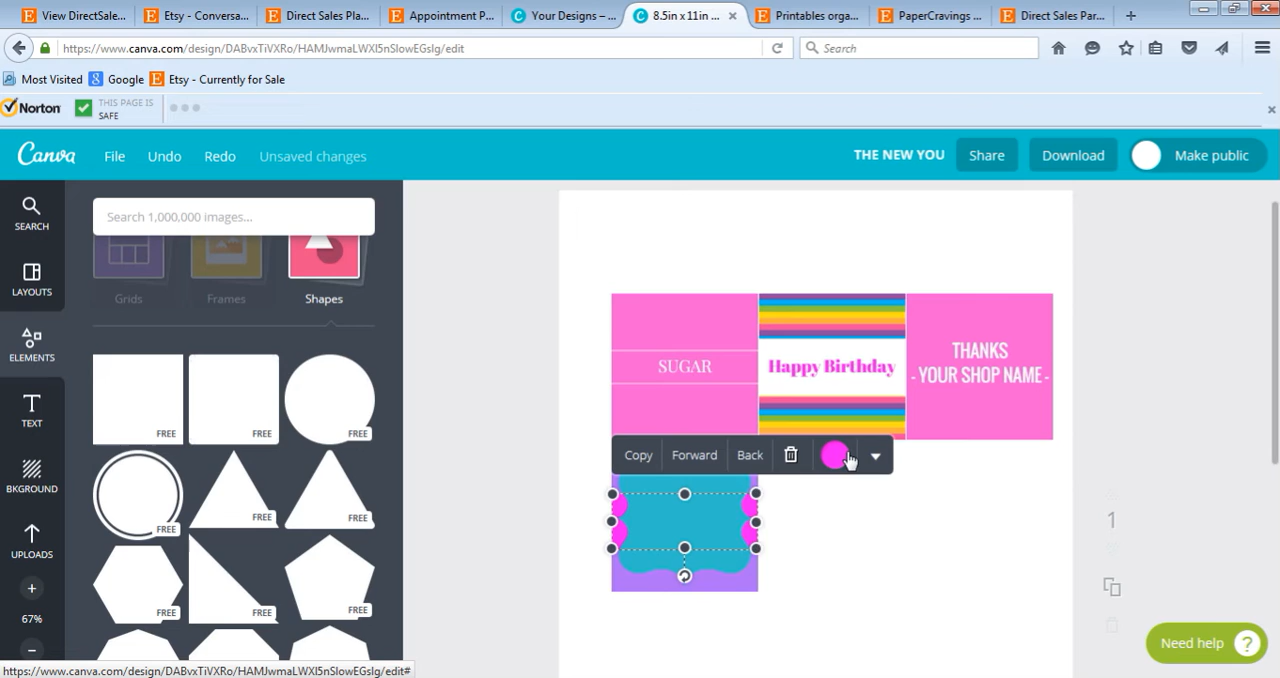 View DirectSale...
Etsy - Conversa...
Direct Sales Pla...
Appointment P...
Your Designs – ...
8.5in x 11in ...
Printables orga...
PaperCravings ...
Direct Sales Par...
https://www.canva.com/design/DABvxTiVXRo/HAMJwmaLWXI5nSlowEGsIg/edit
Search
Most Visited
Google
Etsy - Currently for Sale
Norton
THIS PAGE IS
SAFE
Canva
File
Undo
Redo
Unsaved changes
THE NEW YOU
Share
Download
Make public
SEARCH
LAYOUTS
ELEMENTS
TEXT
BKGROUND
UPLOADS
67%
Search 1,000,000 images...
Grids
Frames
Shapes
FREE
FREE
FREE
FREE
FREE
FREE
FREE
FREE
SUGAR
Happy Birthday
THANKS
- YOUR SHOP NAME -
Copy
Forward
Back
1
Need help
?
https://www.canva.com/design/DABvxTiVXRo/HAMJwmaLWXI5nSlowEGsIg/edit#